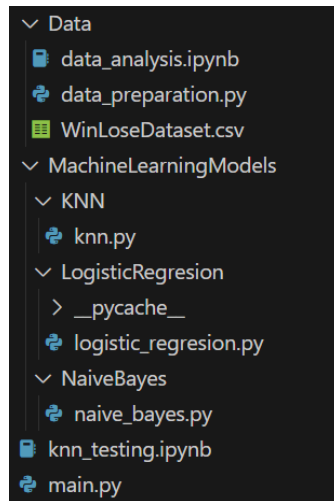 Data
data_analysis.ipynb
data_preparation.py
WinLoseDataset.csv
MachineLearningModels
KNN
knn.py
LogisticRegresion
__pycache__
logistic_regresion.py
NaiveBayes
naive_bayes.py
knn_testing.ipynb
main.py